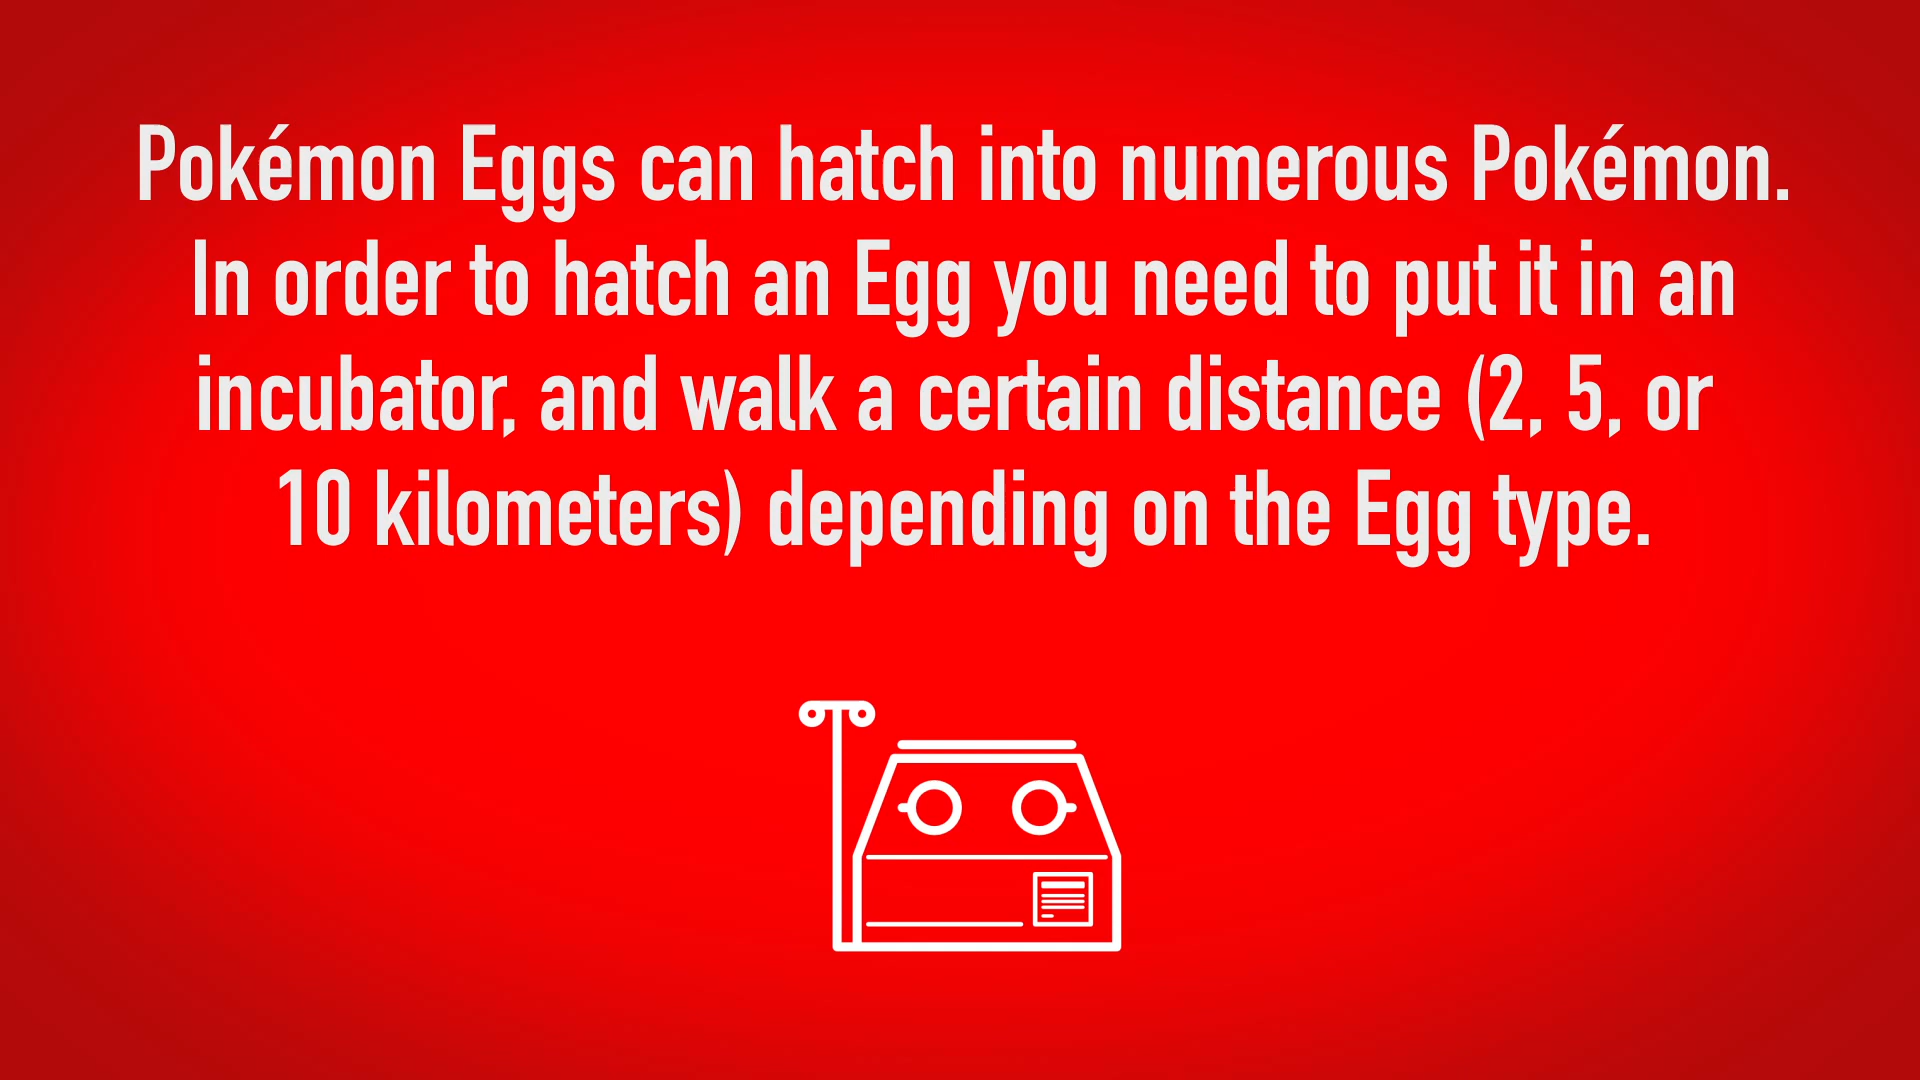 Pokémon Eggs can hatch into numerous Pokémon.
In order to hatch an Egg you need to put it in an
incubator, and walk a certain distance (2, 5, or
10 kilometers) depending on the Egg type.